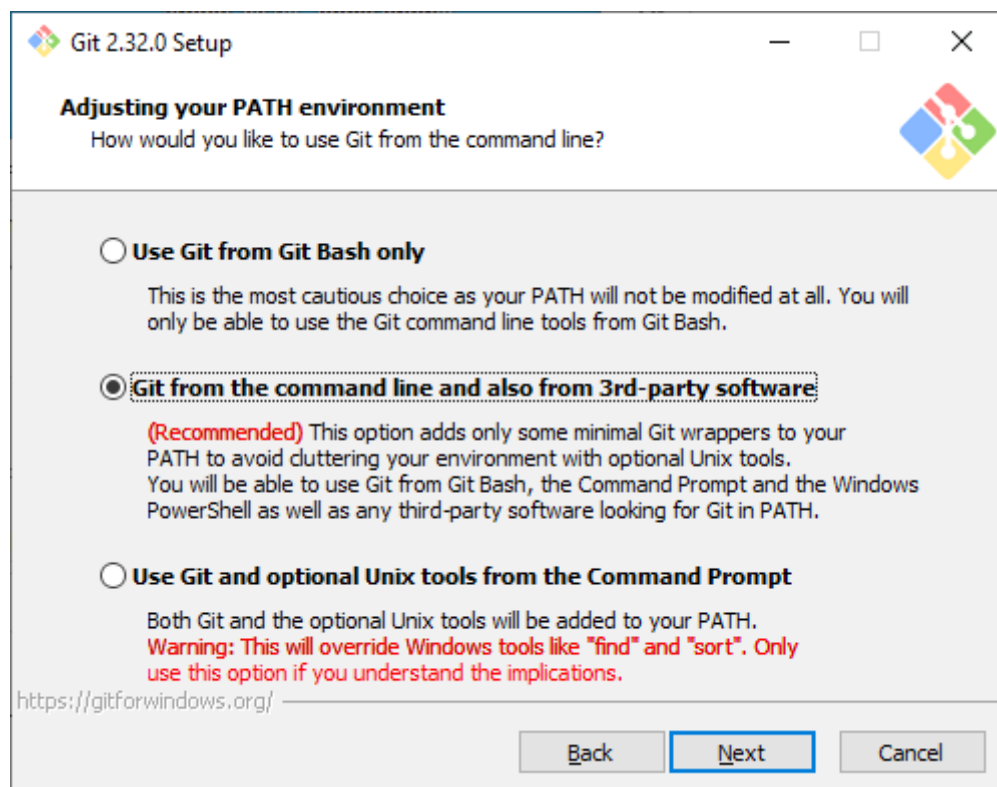 Git 2.32.0 Setup
Adjusting your PATH environment
How would you like to use Git from the command line?
Use Git from Git Bash only
This is the most cautious choice as your PATH will not be modified at all. You will
only be able to use the Git command line tools from Git Bash.
Git from the command line and also from 3rd-party software
(Recommended) This option adds only some minimal Git wrappers to your
PATH to avoid cluttering your environment with optional Unix tools.
You will be able to use Git from Git Bash, the Command Prompt and the Windows
PowerShell as well as any third-party software looking for Git in PATH.
Use Git and optional Unix tools from the Command Prompt
Both Git and the optional Unix tools will be added to your PATH.
Warning: This will override Windows tools like "find" and "sort". Only
use this option if you understand the implications.
https://gitforwindows.org/
Back
Next
Cancel